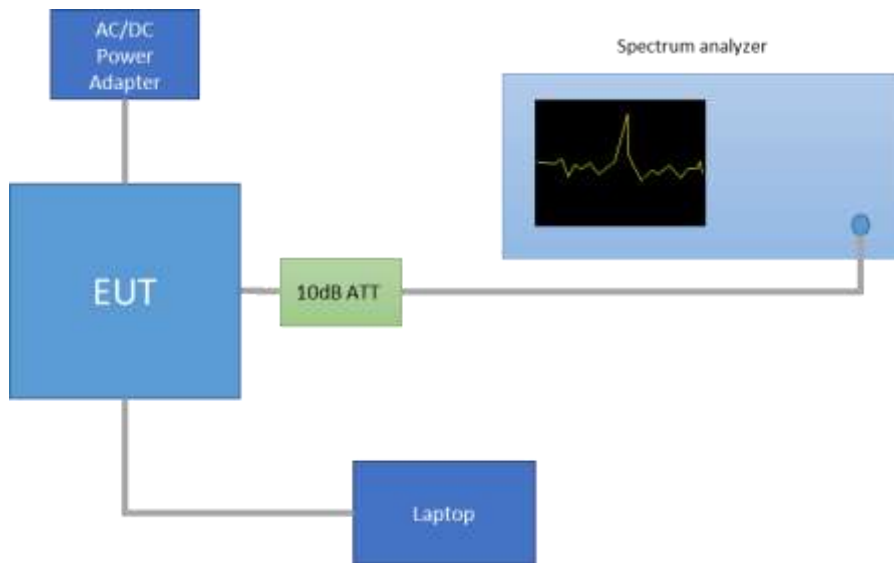 AC/DC
Power
Adapter
Spectrum analyzer
EUT
10dB ATT
Laptop